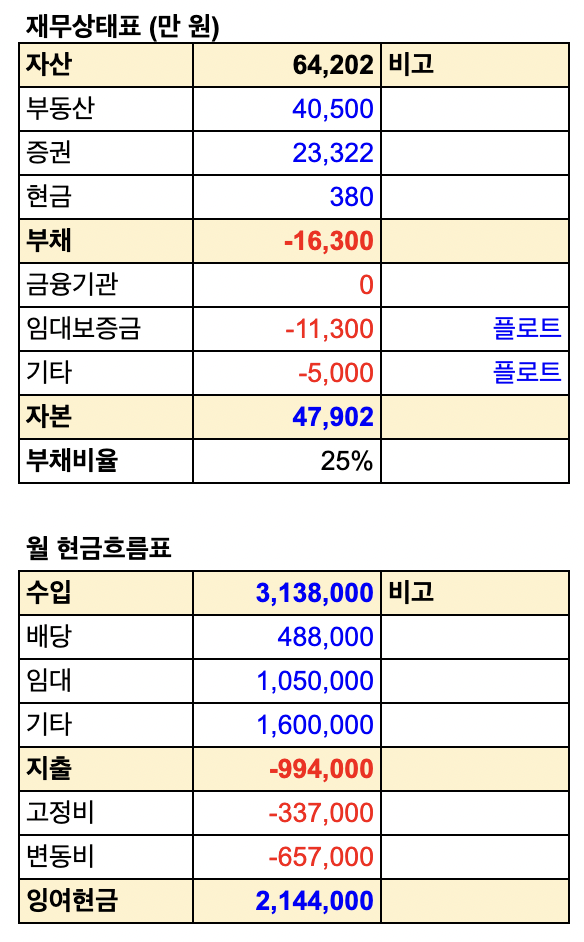 재무상태표 (만 원)
자산 64,202 비고
부동산 40,500
증권 23,322
현금 380
부채 -16,300
금융기관 0
임대보증금 -11,300 플로트
기타 -5,000 플로트
자본 47,902
부채비율 25%
월 현금흐름표
수입 3,138,000 비고
배당 488,000
임대 1,050,000
기타 1,600,000
지출 -994,000
고정비 -337,000
변동비 -657,000
잉여현금 2,144,000